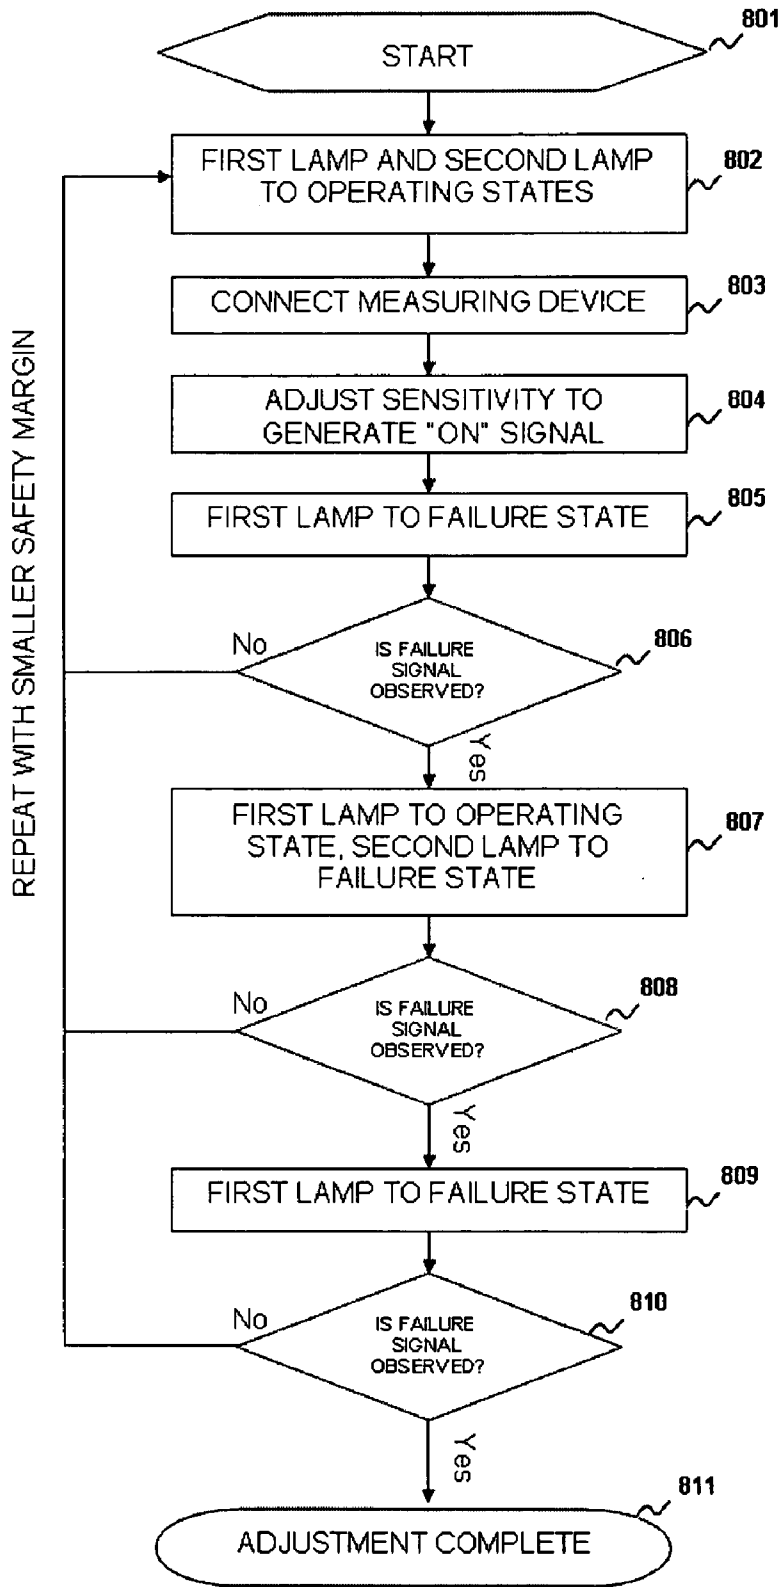 801
START
FIRST LAMP AND SECOND LAMP
TO OPERATING STATES
802
CONNECT MEASURING DEVICE
803
ADJUST SENSITIVITY TO
GENERATE "ON" SIGNAL
804
805
FIRST LAMP TO FAILURE STATE
REPEAT WITH SMALLER SAFETY MARGIN
No
IS FAILURE
SIGNAL
OBSERVED?
806
Yes
FIRST LAMP TO OPERATING
STATE, SECOND LAMP TO
FAILURE STATE
807
No
IS FAILURE
SIGNAL
OBSERVED?
808
Yes
FIRST LAMP TO FAILURE STATE
809
No
IS FAILURE
SIGNAL
OBSERVED?
810
Yes
811
ADJUSTMENT COMPLETE